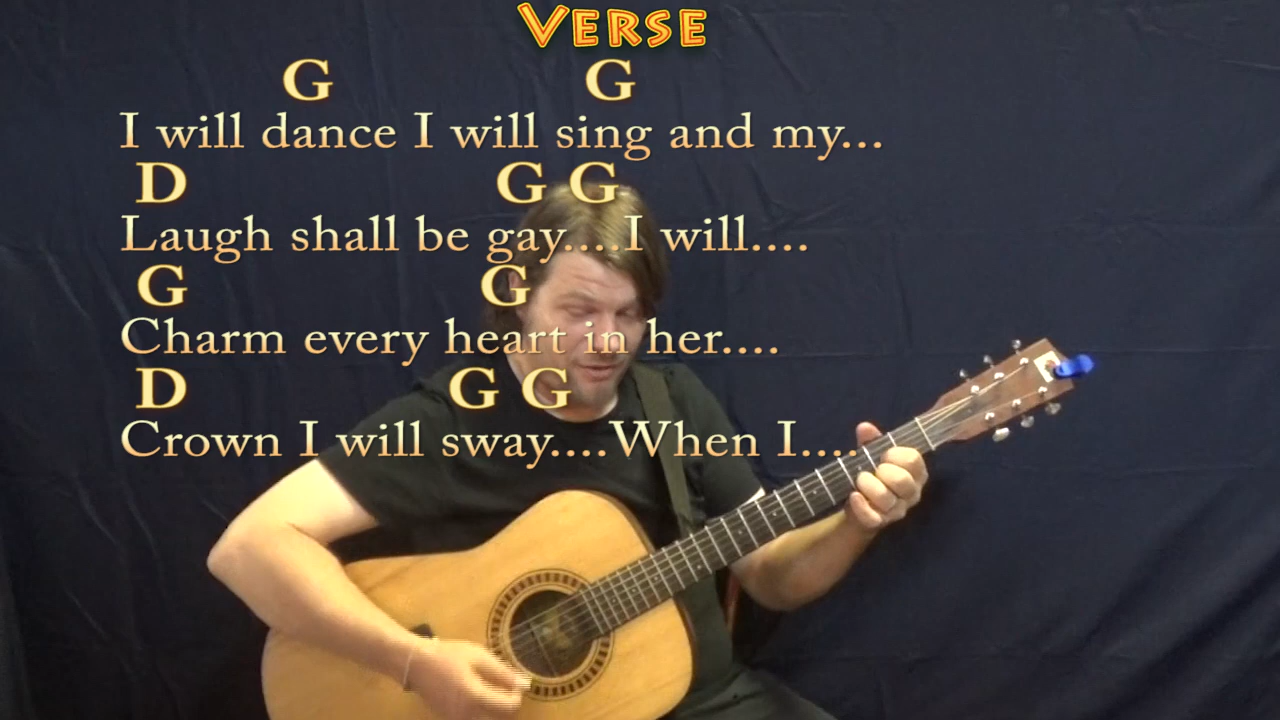 VERSE
G G
I will dance I will sing and my...
D G G
Laugh shall be gay....I will....
G G
Charm every heart in her....
D G G
Crown I will sway....When I....